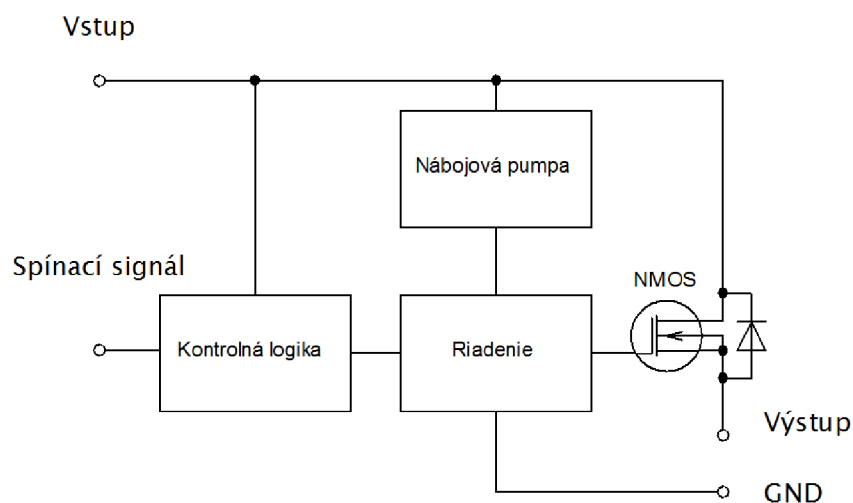 Vstup
Nábojová pumpa
Spínací signál
NMOS
Kontrolná logika
Riadenie
Výstup
GND